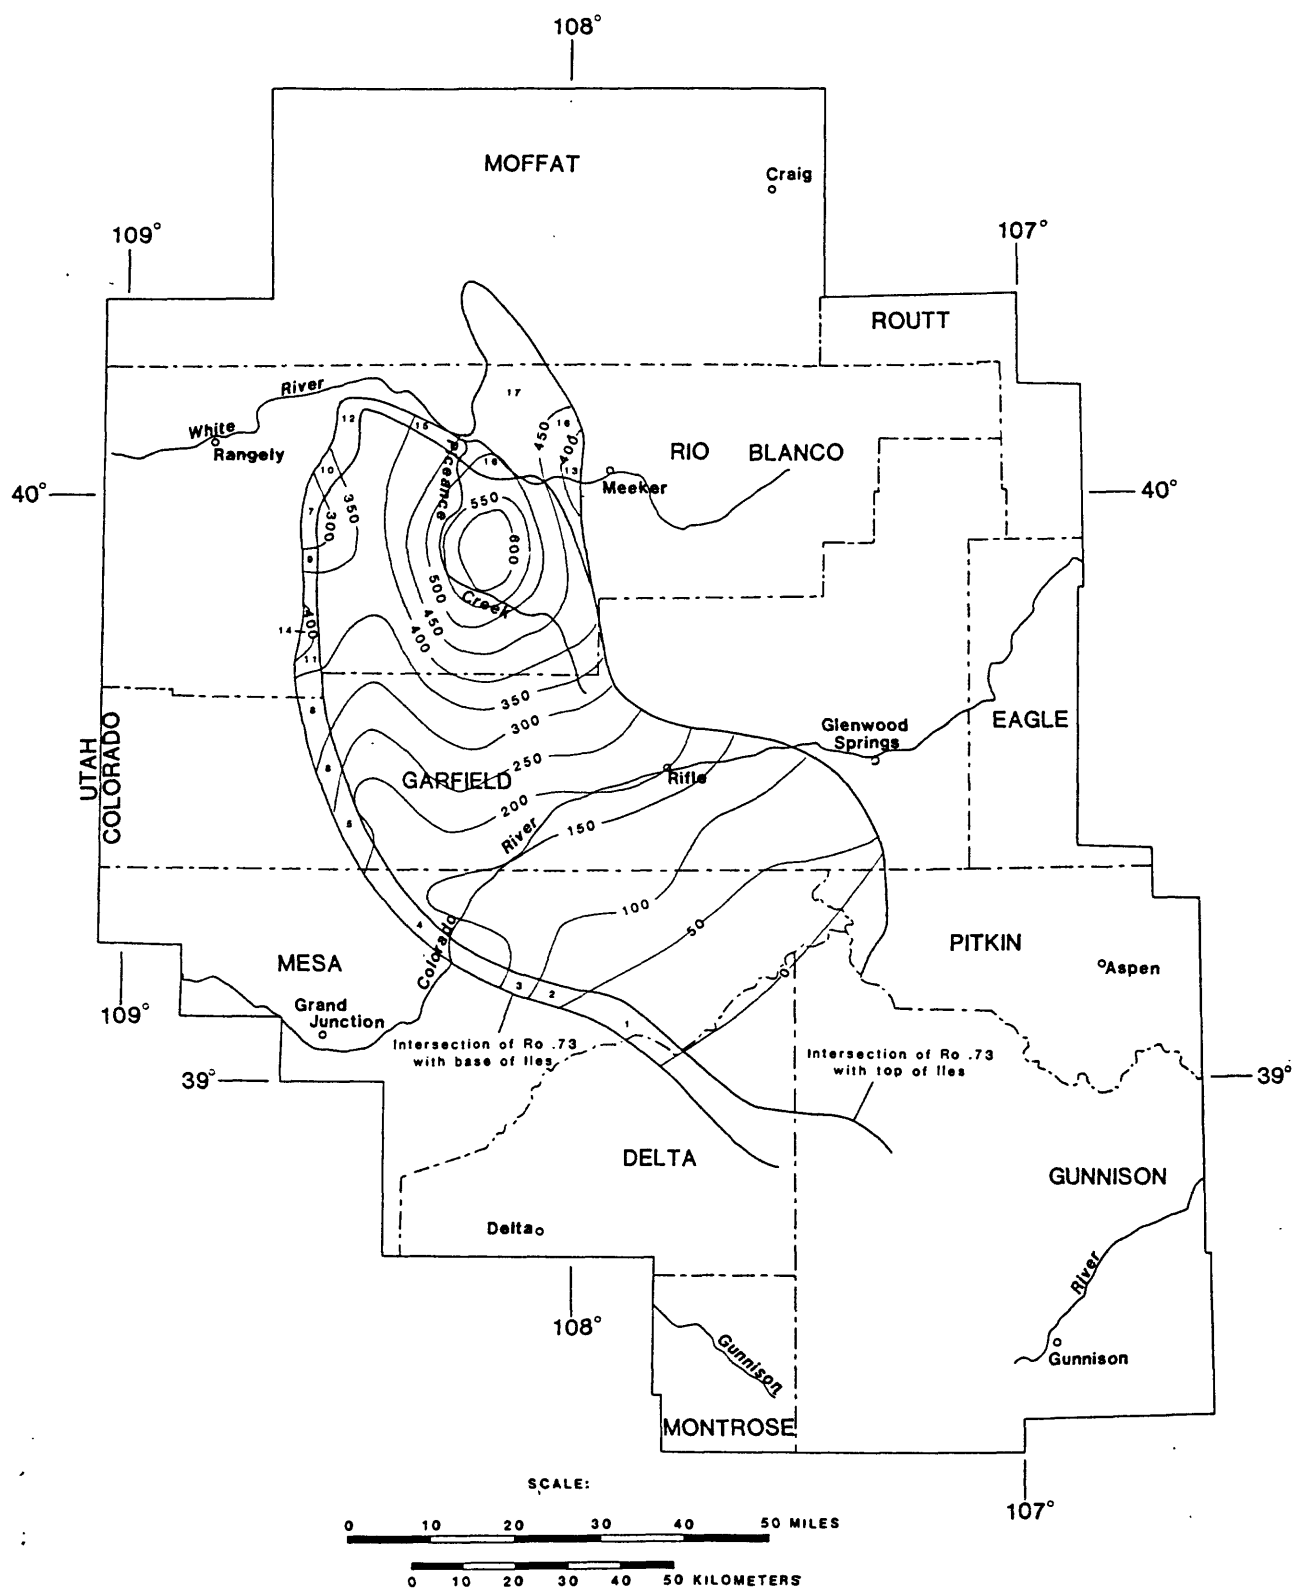 108°
MOFFAT
Craig
109°
107°
ROUTT
River
White
Rangely
17
12
15
16
450
400
18
13
RIO BLANCO
Meeker
Piceance
Creek
40°
40°
10
7
9
350
300
550
600
500
450
400
400
14
11
350
300
250
200
150
100
50
0
8
6
5
4
3
2
1
UTAH
COLORADO
GARFIELD
Rifle
River
Colorado
Glenwood
Springs
EAGLE
PITKIN
Aspen
MESA
Grand
Junction
109°
39°
39°
Intersection of Ro .73
with base of Iles
Intersection of Ro .73
with top of Iles
DELTA
GUNNISON
Delta
108°
River
Gunnison
Gunnison
MONTROSE
107°
SCALE:
0 10 20 30 40 50 MILES
0 10 20 30 40 50 KILOMETERS